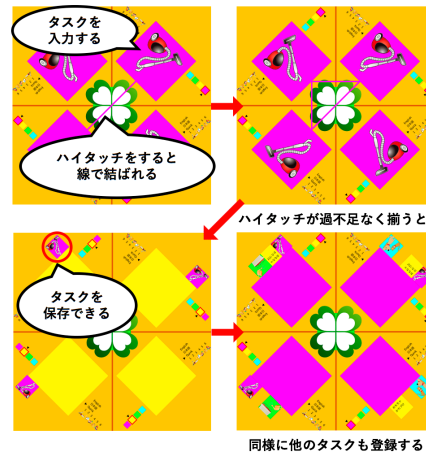 タスクを
入力する
ハイタッチをすると
線で結ばれる
ハイタッチが過不足なく揃うと
タスクを
保存できる
同様に他のタスクも登録する